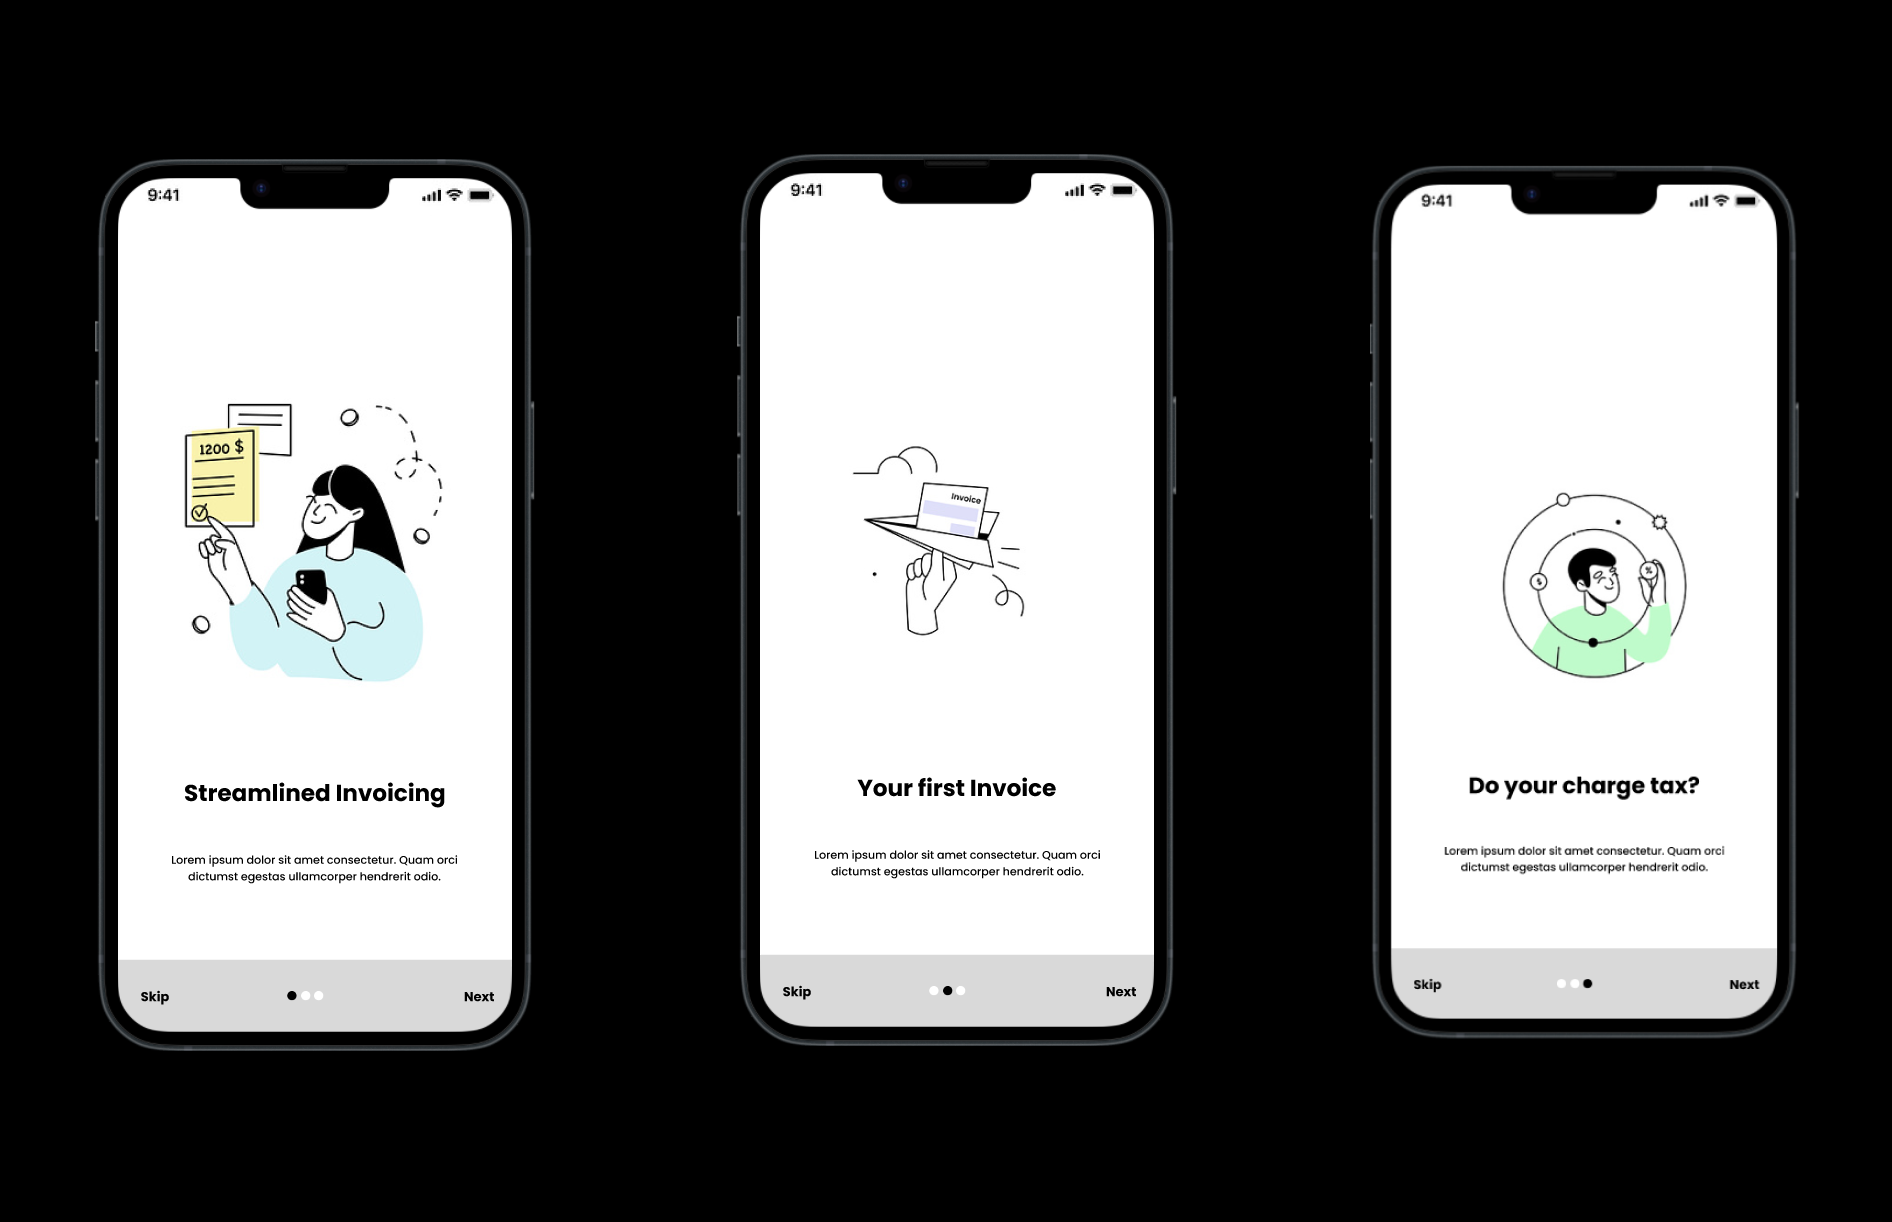 9:41
1200 $
Streamlined Invoicing
Lorem ipsum dolor sit amet consectetur. Quam orci
dictumst egestas ullamcorper hendrerit odio.
Skip
Next
9:41
Invoice
Your first Invoice
Lorem ipsum dolor sit amet consectetur. Quam orci
dictumst egestas ullamcorper hendrerit odio.
Skip
Next
9:41
$
%
Do your charge tax?
Lorem ipsum dolor sit amet consectetur. Quam orci
dictumst egestas ullamcorper hendrerit odio.
Skip
Next